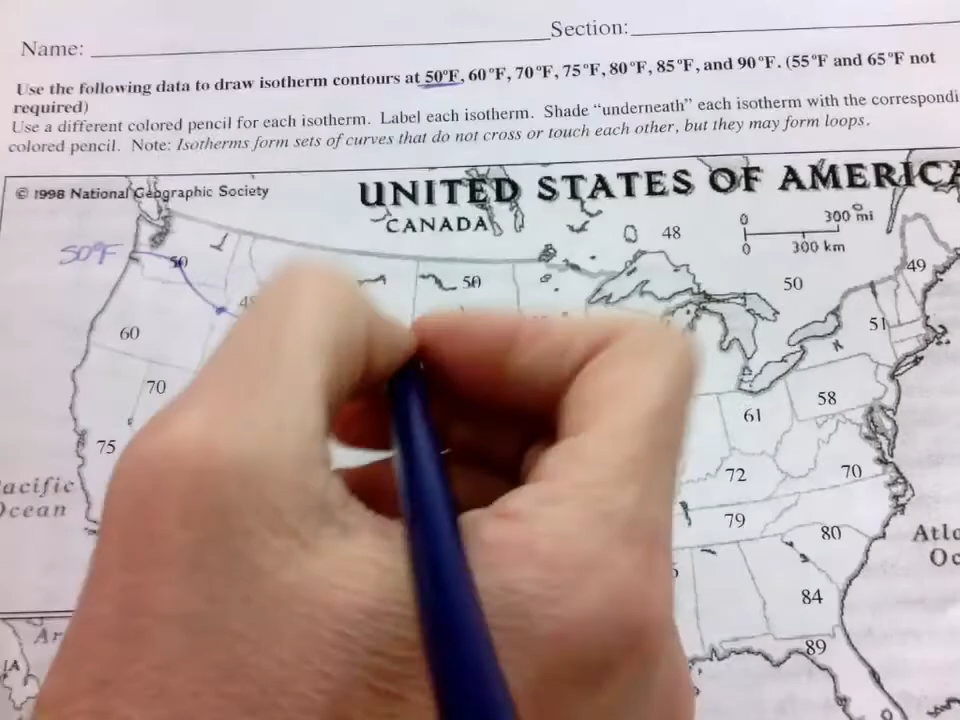 Section:
Name:
Use the following data to draw isotherm contours at 50°F, 60°F, 70°F, 75°F, 80°F, 85°F, and 90°F. (55°F and 65°F not
required)
Use a different colored pencil for each isotherm. Label each isotherm. Shade “underneath” each isotherm with the correspondi
colored pencil. Note: Isotherms form sets of curves that do not cross or touch each other, but they may form loops.
© 1998 National Geographic Society
UNITED STATES OF AMERICA
CANADA
48
0 300 mi
0 300 km
50°F
50
50
50
49
60
51
70
58
61
75
72
70
acific
Ocean
79
80
Atl
Oc
84
89
Ar
IA